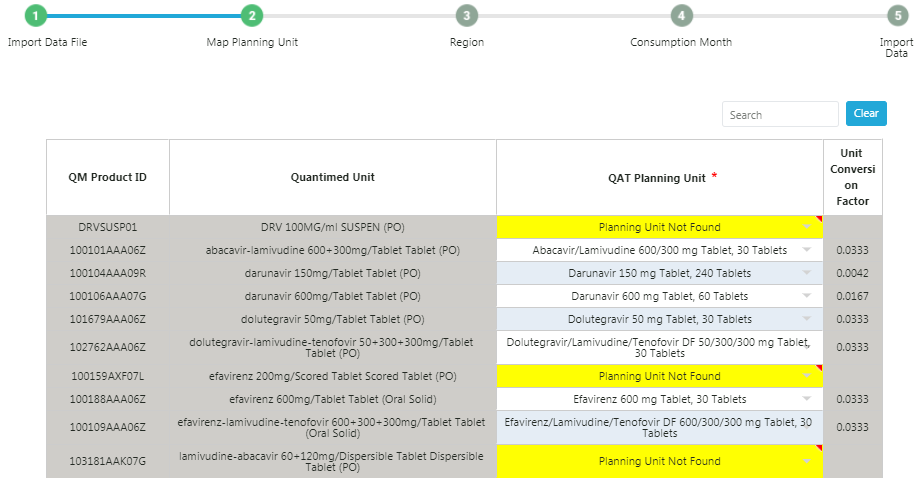 1 2 3 4 5
Import Data File Map Planning Unit Region Consumption Month Import
Data
Search Clear
QM Product ID Quantimed Unit QAT Planning Unit * Unit
Conversi
on
Factor
DRVSUSP01 DRV 100MG/ml SUSPEN (PO) Planning Unit Not Found
100101AAA06Z abacavir-lamivudine 600+300mg/Tablet Tablet (PO) Abacavir/Lamivudine 600/300 mg Tablet, 30 Tablets 0.0333
100104AAA09R darunavir 150mg/Tablet Tablet (PO) Darunavir 150 mg Tablet, 240 Tablets 0.0042
100106AAA07G darunavir 600mg/Tablet Tablet (PO) Darunavir 600 mg Tablet, 60 Tablets 0.0167
101679AAA06Z dolutegravir 50mg/Tablet Tablet (PO) Dolutegravir 50 mg Tablet, 30 Tablets 0.0333
102762AAA06Z dolutegravir-lamivudine-tenofovir 50+300+300mg/Tablet
Tablet (PO) Dolutegravir/Lamivudine/Tenofovir DF 50/300/300 mg Tablet,
30 Tablets 0.0333
100159AXF07L efavirenz 200mg/Scored Tablet Scored Tablet (PO) Planning Unit Not Found
100188AAA06Z efavirenz 600mg/Tablet Tablet (Oral Solid) Efavirenz 600 mg Tablet, 30 Tablets 0.0333
100109AAA06Z efavirenz-lamivudine-tenofovir 600+300+300mg/Tablet Tablet
(Oral Solid) Efavirenz/Lamivudine/Tenofovir DF 600/300/300 mg Tablet, 30
Tablets 0.0333
103181AAK07G lamivudine-abacavir 60+120mg/Dispersible Tablet Dispersible
Tablet (PO) Planning Unit Not Found